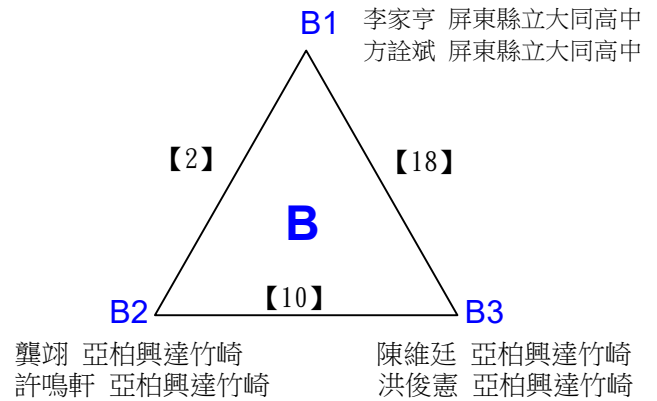 B1
李家亨 屏東縣立大同高中
方詮斌 屏東縣立大同高中
【2】
【18】
B
【10】
B2
B3
龔翊 亞柏興達竹崎
許鳴軒 亞柏興達竹崎
陳維廷 亞柏興達竹崎
洪俊憲 亞柏興達竹崎